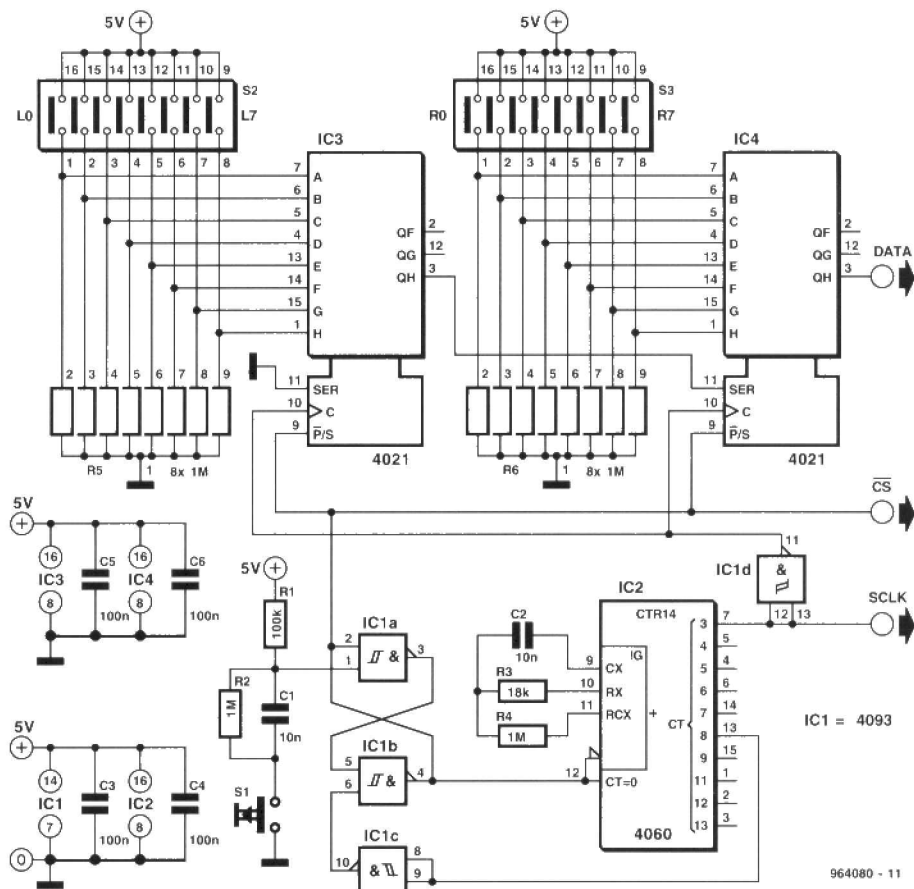 5V
5V
16 15 14 13 12 11 10 9
S2
L0
L7
1 2 3 4 5 6 7 8
16 15 14 13 12 11 10 9
S3
R0
R7
1 2 3 4 5 6 7 8
IC3
7 A
6 B
5 C
4 D
13 E
14 F
15 G
1 H
QF 2
QG 12
QH 3
11 SER
10 C
9 P/S
4021
2 3 4 5 6 7 8 9
R5 1 8x 1M
IC4
7 A
6 B
5 C
4 D
13 E
14 F
15 G
1 H
QF 2
QG 12
QH 3
DATA
11 SER
10 C
9 P/S
4021
2 3 4 5 6 7 8 9
R6 1 8x 1M
CS
5V
16
IC3
8
C5
100n
16
IC4
8
C6
100n
5V
R1
100k
R2
1M
C1
10n
S1
IC1a
2
1
&
3
IC1b
5
6
&
4
IC1c
10
&
8
9
C2
10n
R3
18k
R4
1M
IC2
CTR14
IG
9 CX
10 RX
11 RCX
+
12 CT=0
CT
3 7
4 5
5 4
6 6
7 14
8 13
9 15
11 1
12 2
13 3
4060
IC1d
11
&
12 13
SCLK
IC1 = 4093
5V
14
IC1
7
C3
100n
16
IC2
8
C4
100n
0
964080 - 11